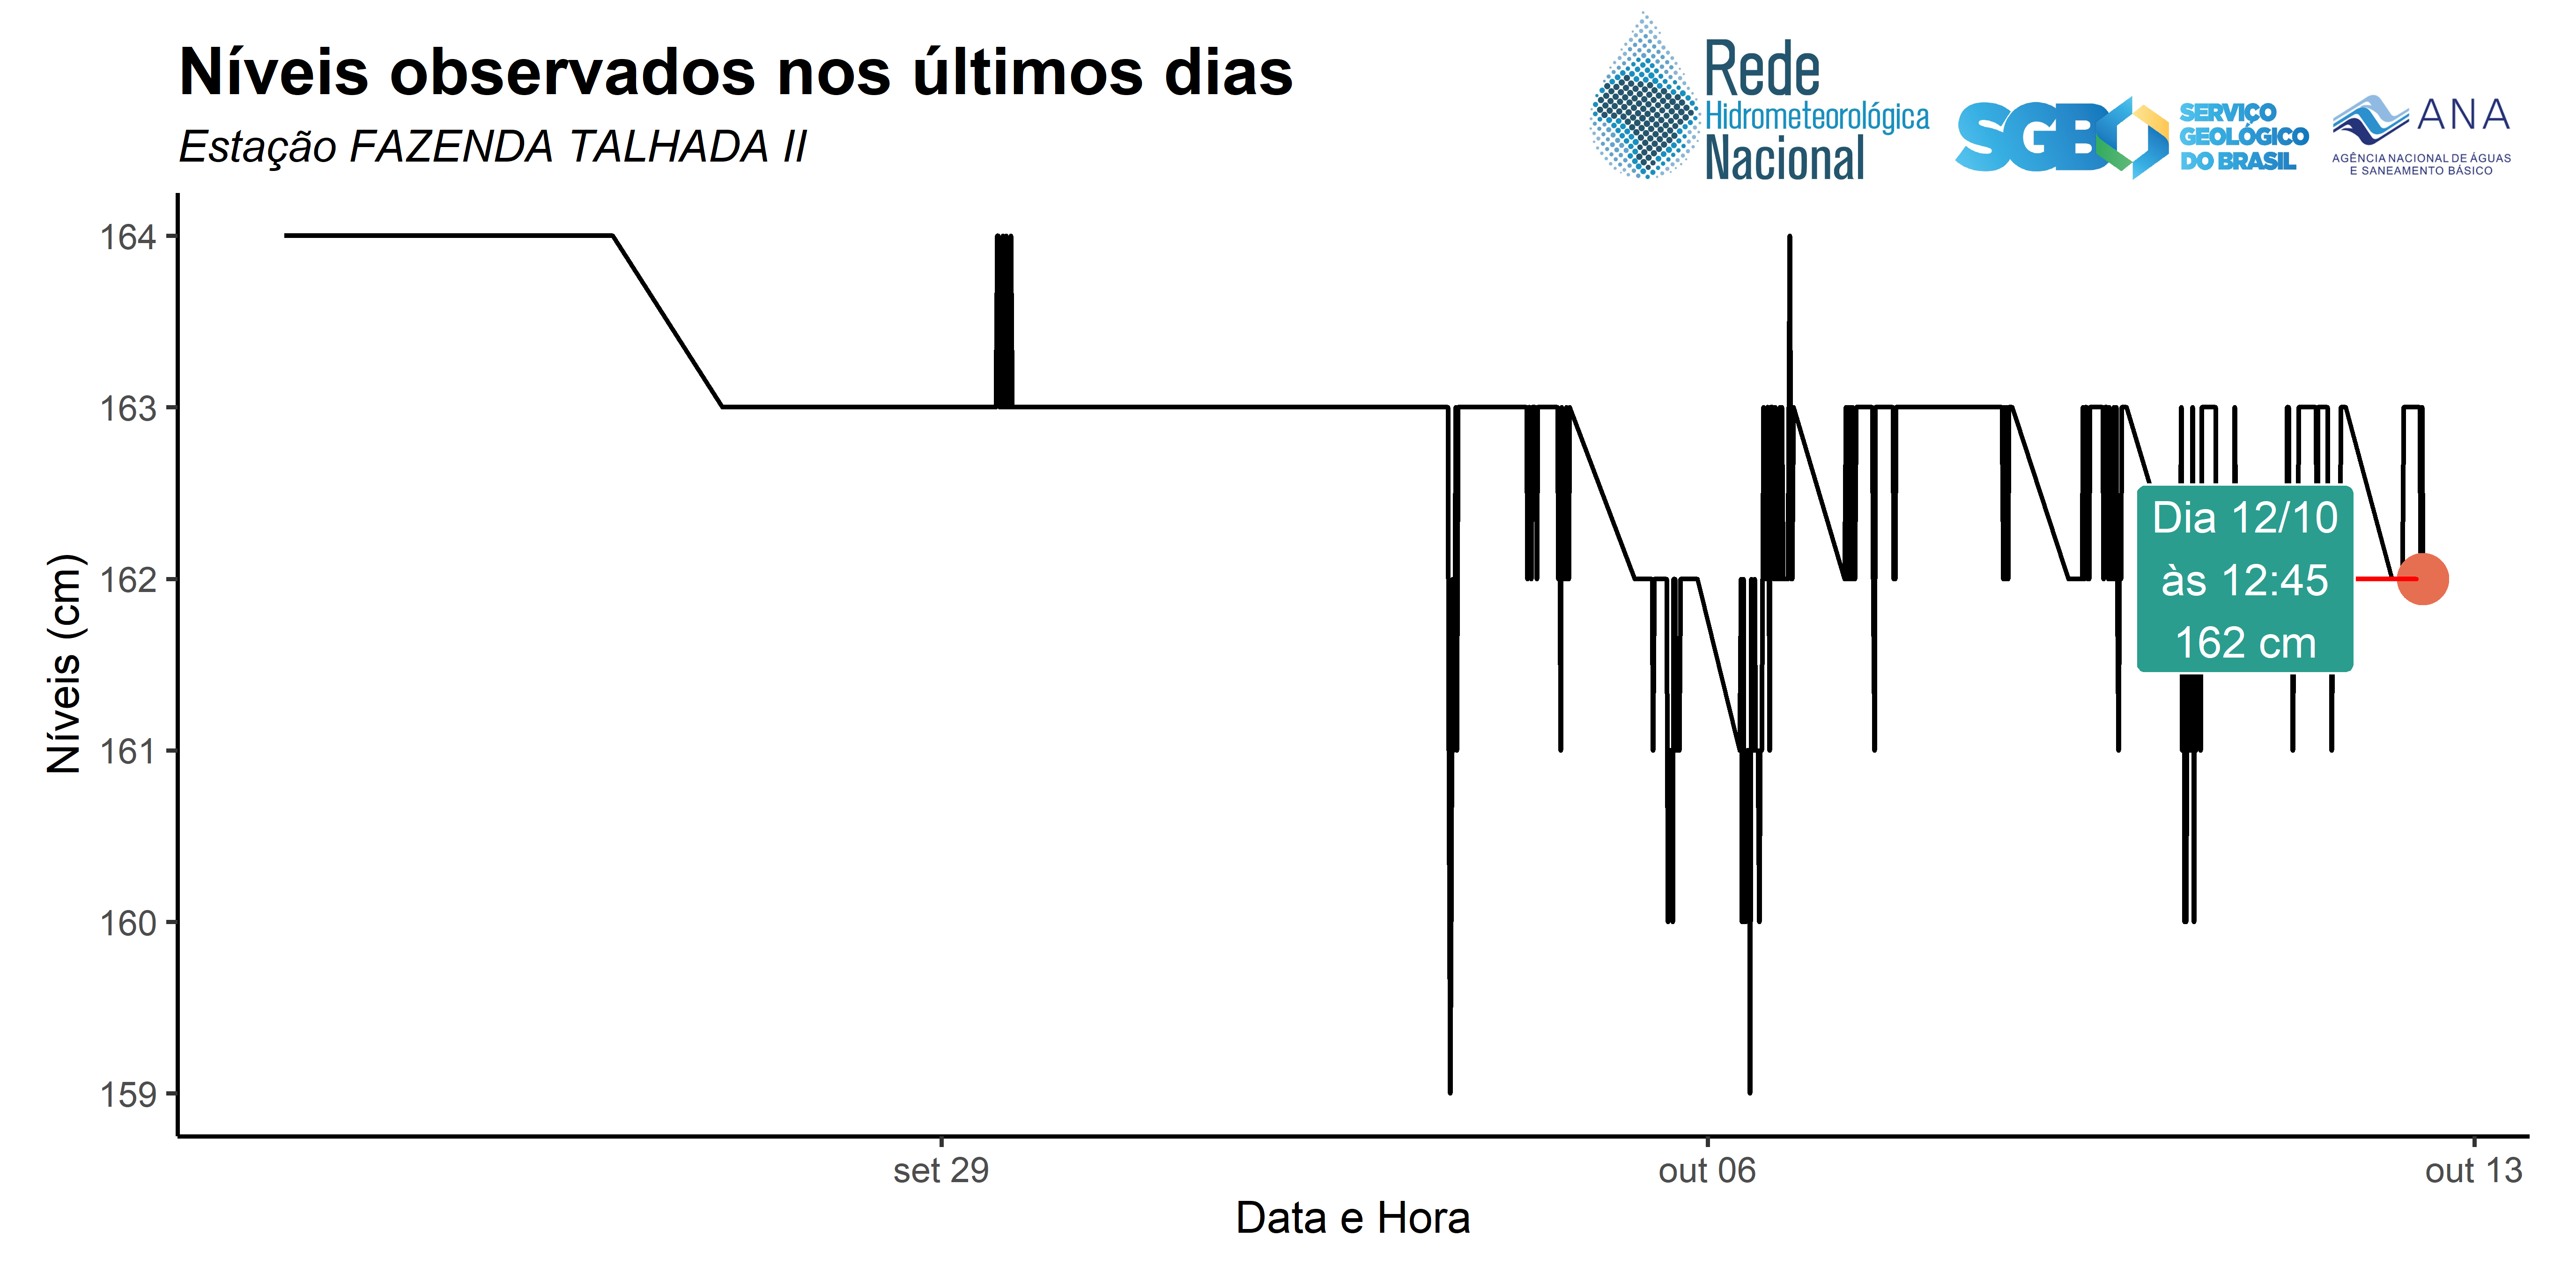 Níveis observados nos últimos dias
Estação FAZENDA TALHADA II
Rede
Hidrometeorológica
Nacional
SGB
SERVIÇO
GEOLÓGICO
DO BRASIL
ANA
AGÊNCIA NACIONAL DE ÁGUAS
E SANEAMENTO BÁSICO
Níveis (cm)
164
163
162
161
160
159
Dia 12/10
às 12:45
162 cm
set 29
out 06
out 13
Data e Hora